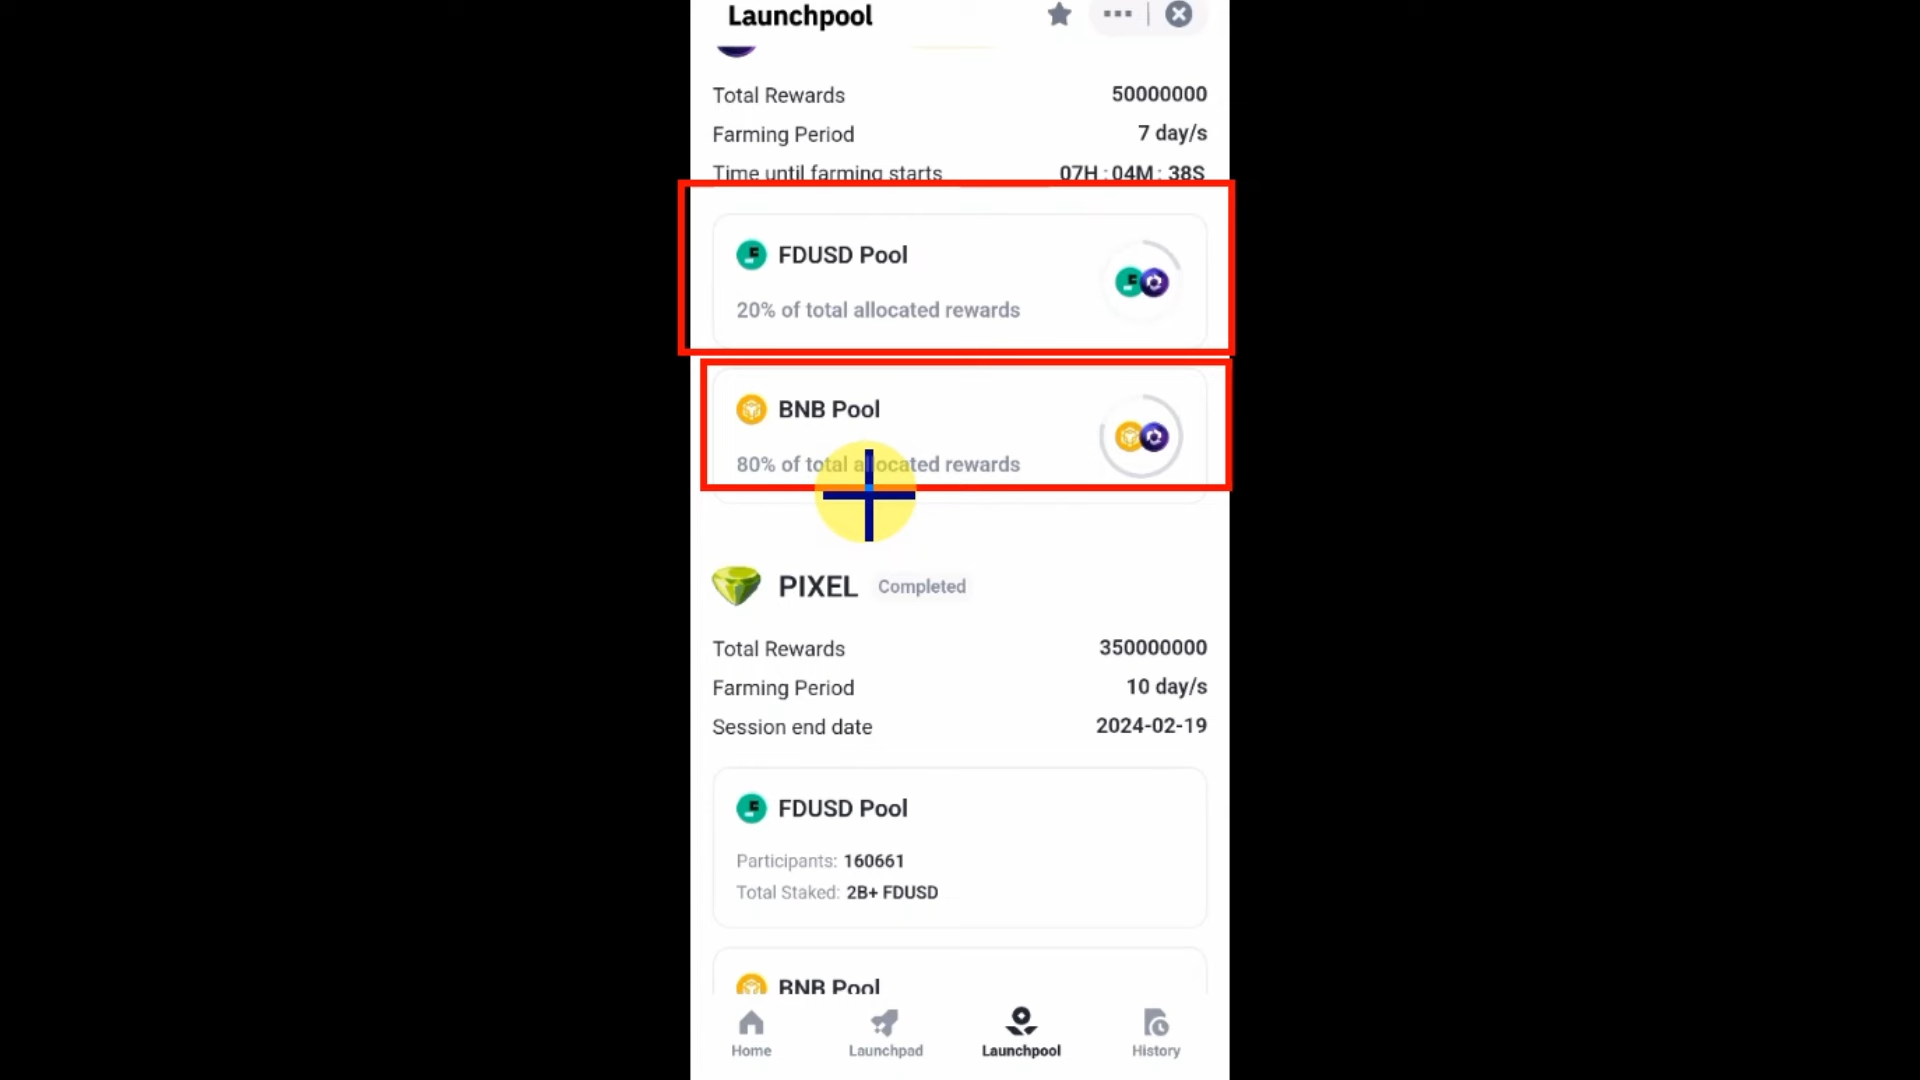 Launchpool
Total Rewards 50000000
Farming Period 7 day/s
Time until farming starts 07H : 04M : 38S
FDUSD Pool
20% of total allocated rewards
BNB Pool
80% of total allocated rewards
PIXEL Completed
Total Rewards 350000000
Farming Period 10 day/s
Session end date 2024-02-19
FDUSD Pool
Participants: 160661
Total Staked: 2B+ FDUSD
BNB Pool
Home Launchpad Launchpool History